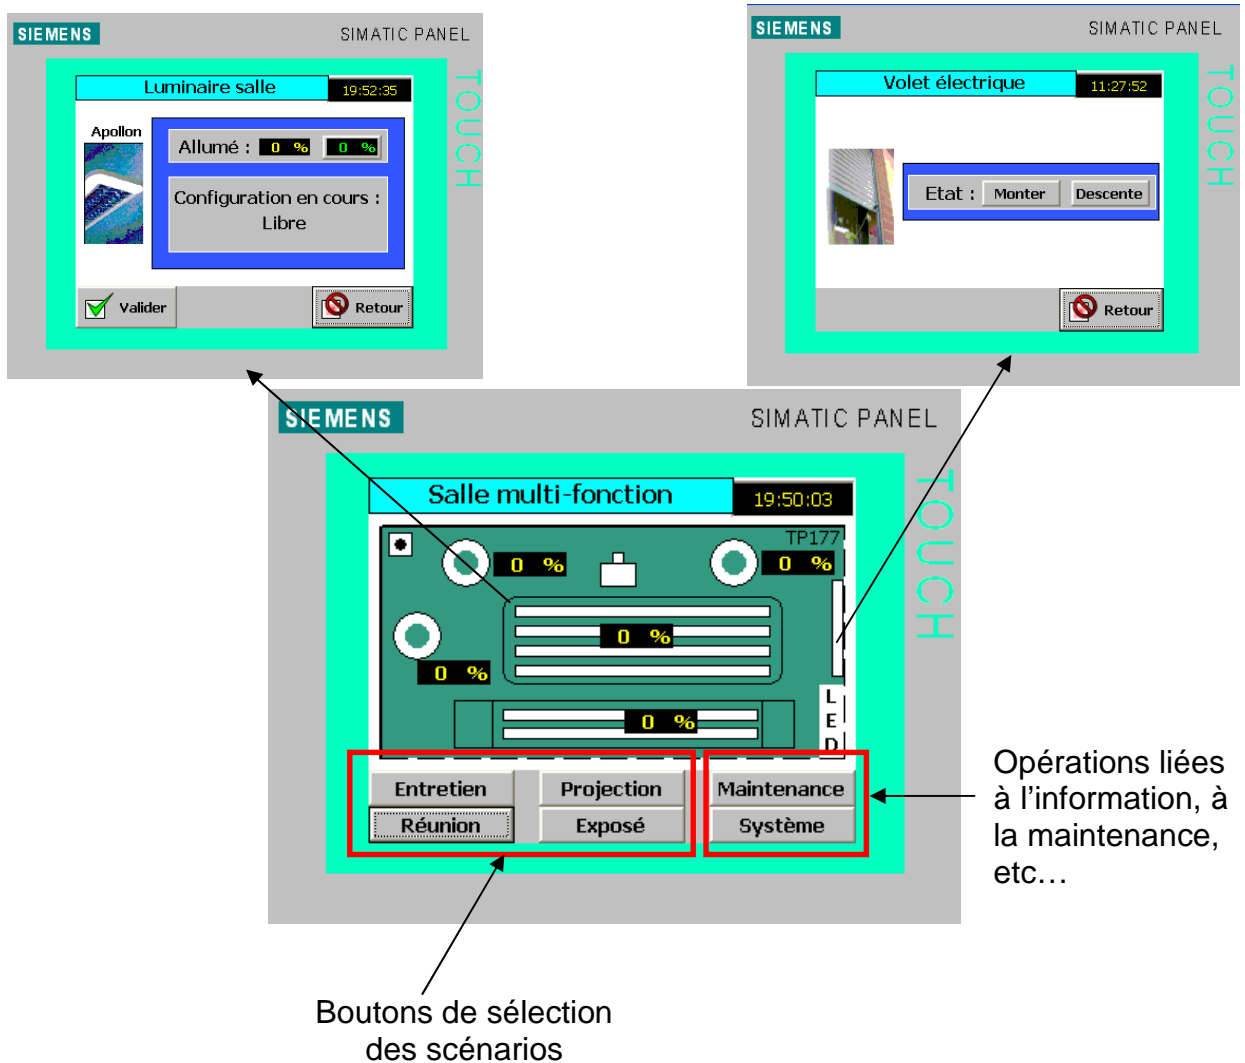 SIEMENS
SIMATIC PANEL
TOUCH
Luminaire salle
19:52:35
Apollon
Allumé : 0 % 0 %
Configuration en cours :
Libre
Valider
Retour
SIEMENS
SIMATIC PANEL
TOUCH
Volet électrique
11:27:52
Etat : Monter Descente
Retour
SIEMENS
SIMATIC PANEL
TOUCH
Salle multi-fonction
19:50:03
TP177
0 %
0 %
0 %
0 %
0 %
L
E
D
Entretien
Projection
Maintenance
Réunion
Exposé
Système
Opérations liées
à l'information, à
la maintenance,
etc…
Boutons de sélection
des scénarios